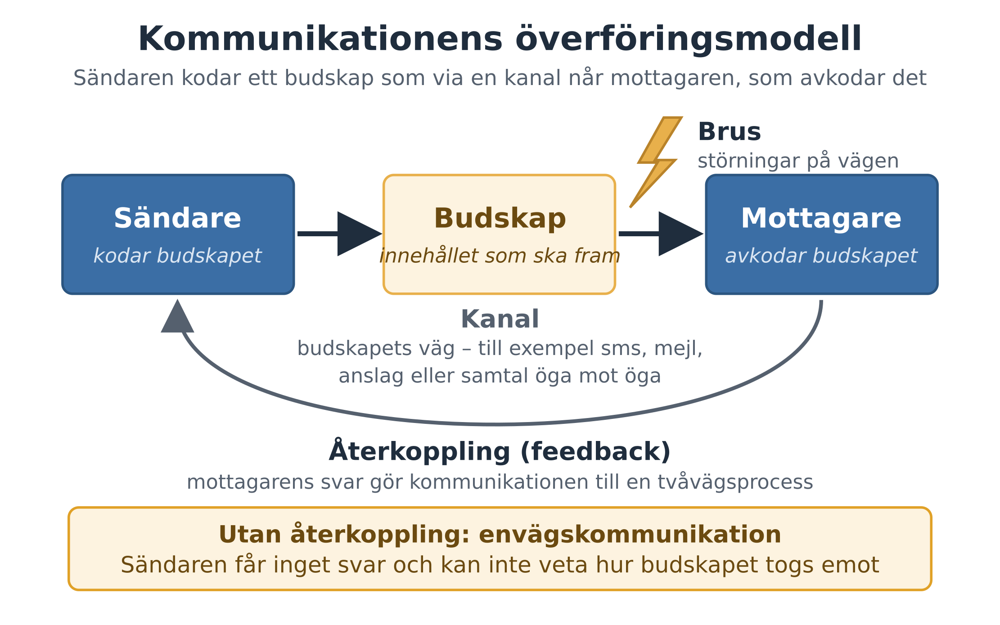 Kommunikationens överföringsmodell
Sändaren kodar ett budskap som via en kanal når mottagaren, som avkodar det
Brus
störningar på vägen
Sändare
kodar budskapet
Budskap
innehållet som ska fram
Mottagare
avkodar budskapet
Kanal
budskapets väg – till exempel sms, mejl,
anslag eller samtal öga mot öga
Återkoppling (feedback)
mottagarens svar gör kommunikationen till en tvåvägsprocess
Utan återkoppling: envägskommunikation
Sändaren får inget svar och kan inte veta hur budskapet togs emot